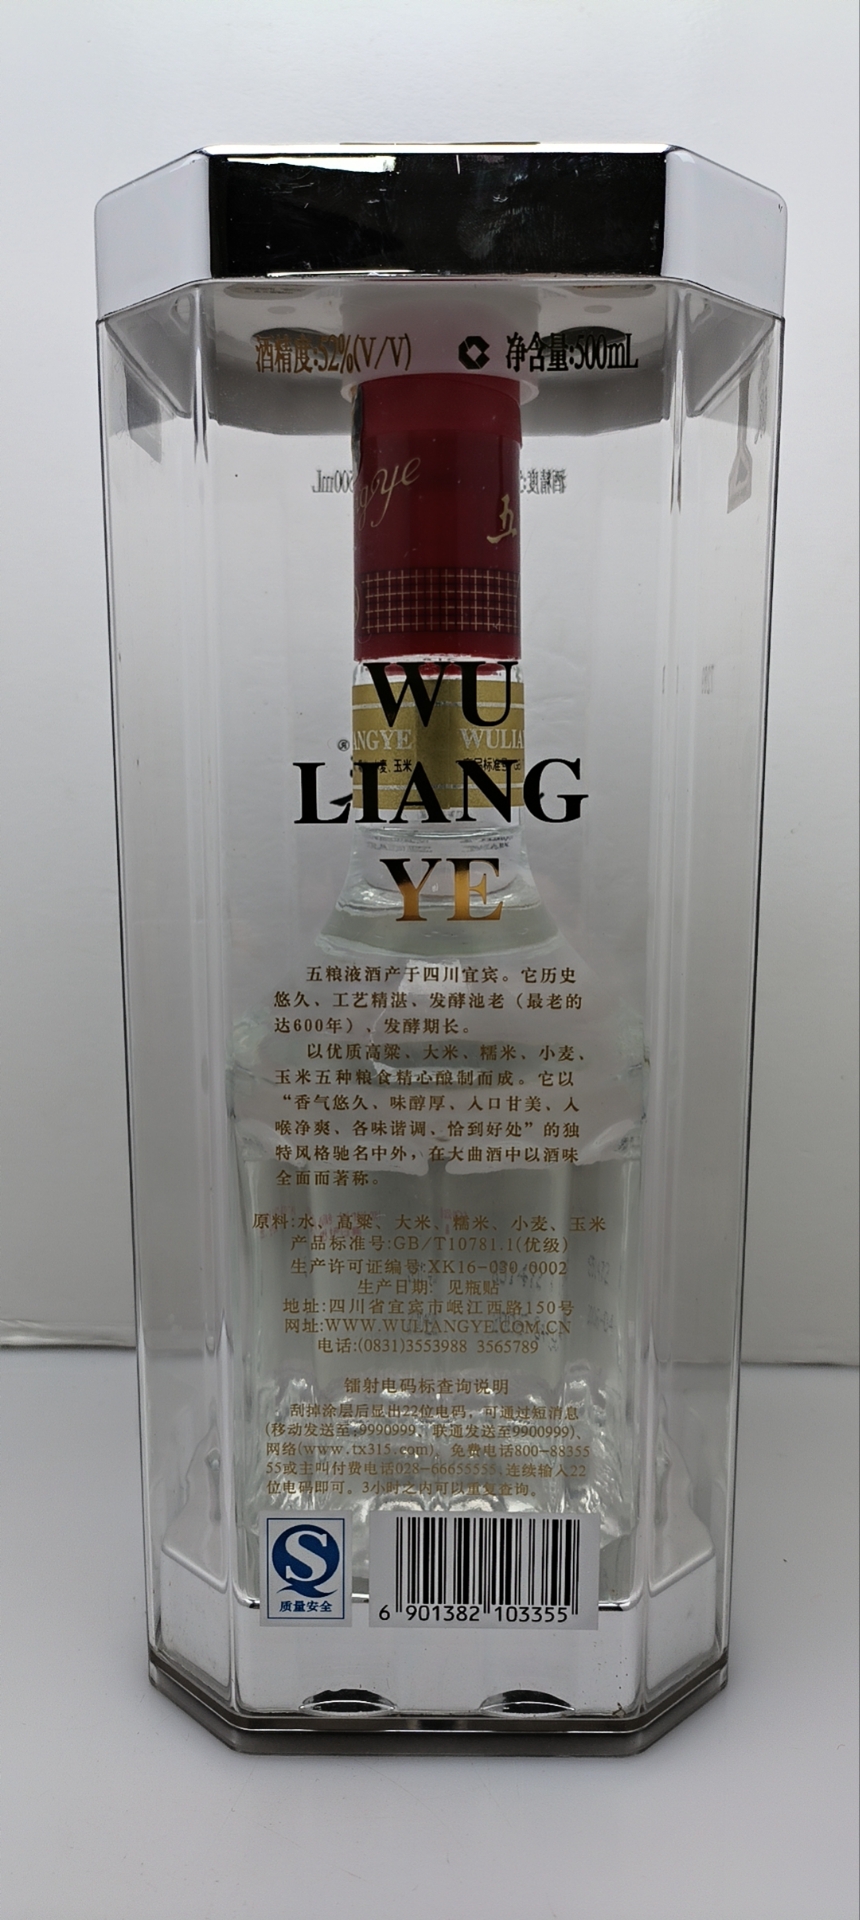 酒精度:52%(V/V) 净含量:500mL
gye
五
WU
ANGYE WULIA
®
麦、玉米
LIANG
YE
五粮液酒产于四川宜宾。它历史
悠久、工艺精湛、发酵池老（最老的
达600年）、发酵期长。
以优质高粱、大米、糯米、小麦、
玉米五种粮食精心酿制而成。它以
“香气悠久、味醇厚、入口甘美、入
喉净爽、各味谐调、恰到好处”的独
特风格驰名中外，在大曲酒中以酒味
全面而著称。
原料:水、高粱、大米、糯米、小麦、玉米
产品标准号:GB/T10781.1(优级)
生产许可证编号:XK16-030 0002
生产日期: 见瓶贴
地址:四川省宜宾市岷江西路150号
网址:WWW.WULIANGYE.COM.CN
电话:(0831)3553988 3565789
镭射电码标查询说明
刮掉涂层后显出22位电码，可通过短消息
(移动发送至:9990999、联通发送至9900999)、
网络(www.tx315.com)、免费电话800-88355
55或主叫付费电话028-66655555,连续输入22
位电码即可。3小时之内可以重复查询。
质量安全
6 901382 103355